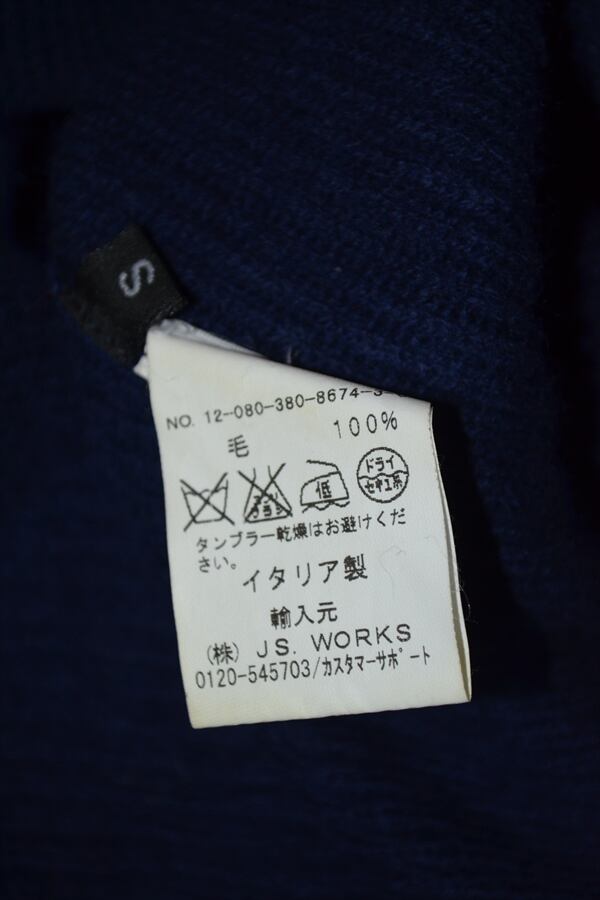 S
NO. 12-080-380-8674-3-
毛 100%
低
ドライ
セキユ系
タンブラー乾燥はお避けくだ
さい。
イタリア製
輸入元
(株) JS. WORKS
0120-545703/カスタマーサポート